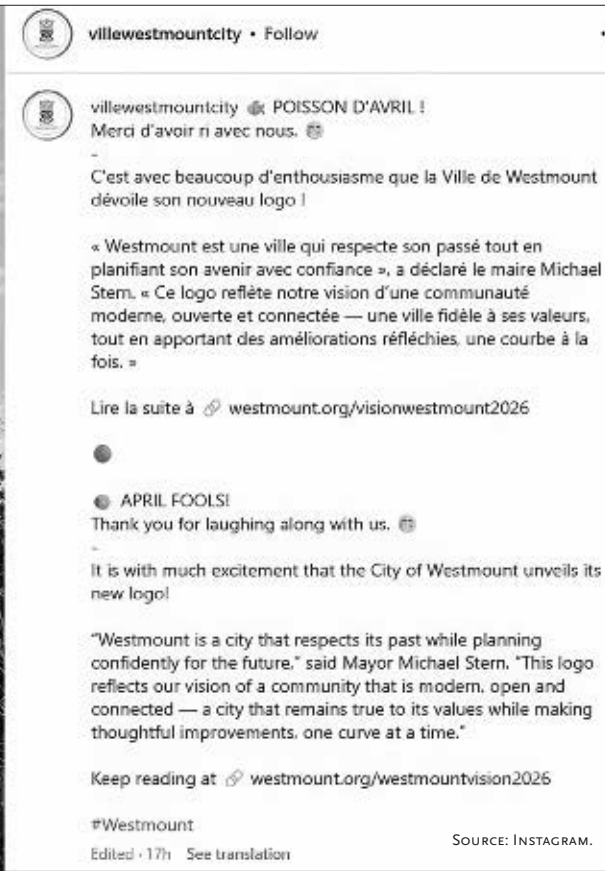 villewestmountcity • Follow
villewestmountcity POISSON D'AVRIL !
Merci d'avoir ri avec nous.
-
C'est avec beaucoup d'enthousiasme que la Ville de Westmount
dévoile son nouveau logo !
« Westmount est une ville qui respecte son passé tout en
planifiant son avenir avec confiance », a déclaré le maire Michael
Stern. « Ce logo reflète notre vision d'une communauté
moderne, ouverte et connectée — une ville fidèle à ses valeurs,
tout en apportant des améliorations réfléchies, une courbe à la
fois. »
Lire la suite à westmount.org/visionwestmount2026
APRIL FOOLS!
Thank you for laughing along with us.
-
It is with much excitement that the City of Westmount unveils its
new logo!
"Westmount is a city that respects its past while planning
confidently for the future," said Mayor Michael Stern. "This logo
reflects our vision of a community that is modern, open and
connected — a city that remains true to its values while making
thoughtful improvements, one curve at a time."
Keep reading at westmount.org/westmountvision2026
#Westmount
Edited · 17h See translation
SOURCE: INSTAGRAM.